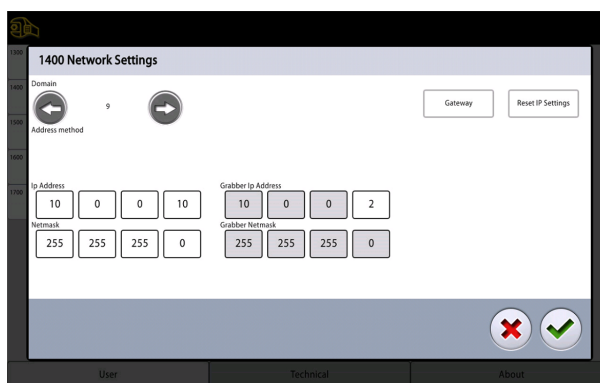 1400 Network Settings
1300
1400
1500
1600
1700
Domain
9
Gateway
Reset IP Settings
Address method
Ip Address
10 0 0 10
Netmask
255 255 255 0
Grabber Ip Address
10 0 0 2
Grabber Netmask
255 255 255 0
User Technical About